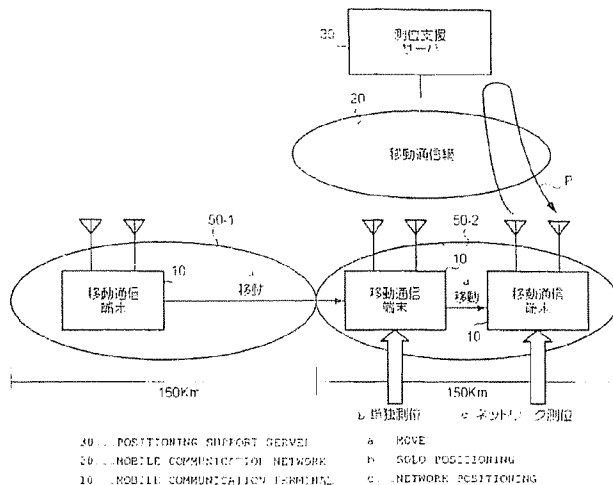 30
測位支援
サーバ
20
移動通信網
P
50-1
50-2
10
移動通信
端末
a
移動
10
移動通信
端末
a
移動
移動通信
端末
10
150Km
150Km
b 単独測位
c ネットワーク測位
30...POSITIONING SUPPORT SERVER
20...MOBILE COMMUNICATION NETWORK
10...MOBILE COMMUNICATION TERMINAL
a MOVE
b SOLO POSITIONING
c...NETWORK POSITIONING